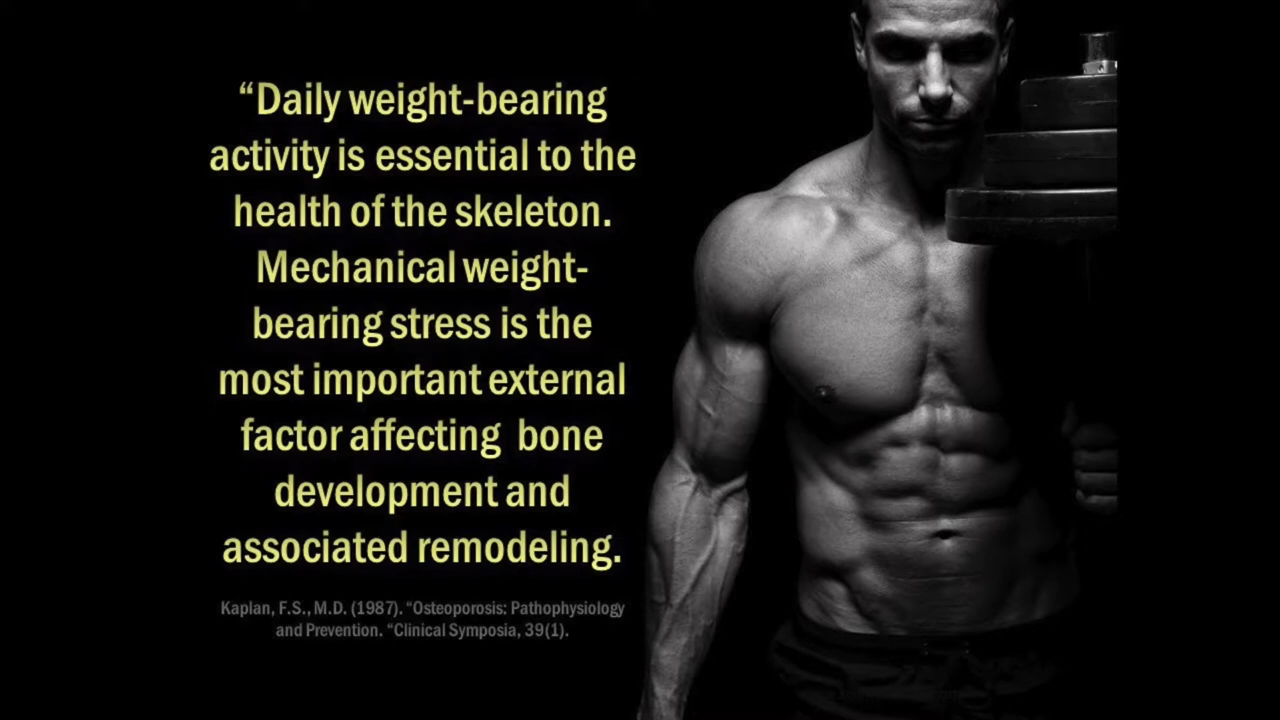 “Daily weight-bearing
activity is essential to the
health of the skeleton.
Mechanical weight-
bearing stress is the
most important external
factor affecting  bone
development and
associated remodeling.
Kaplan, F.S., M.D. (1987). “Osteoporosis: Pathophysiology
and Prevention. “Clinical Symposia, 39(1).